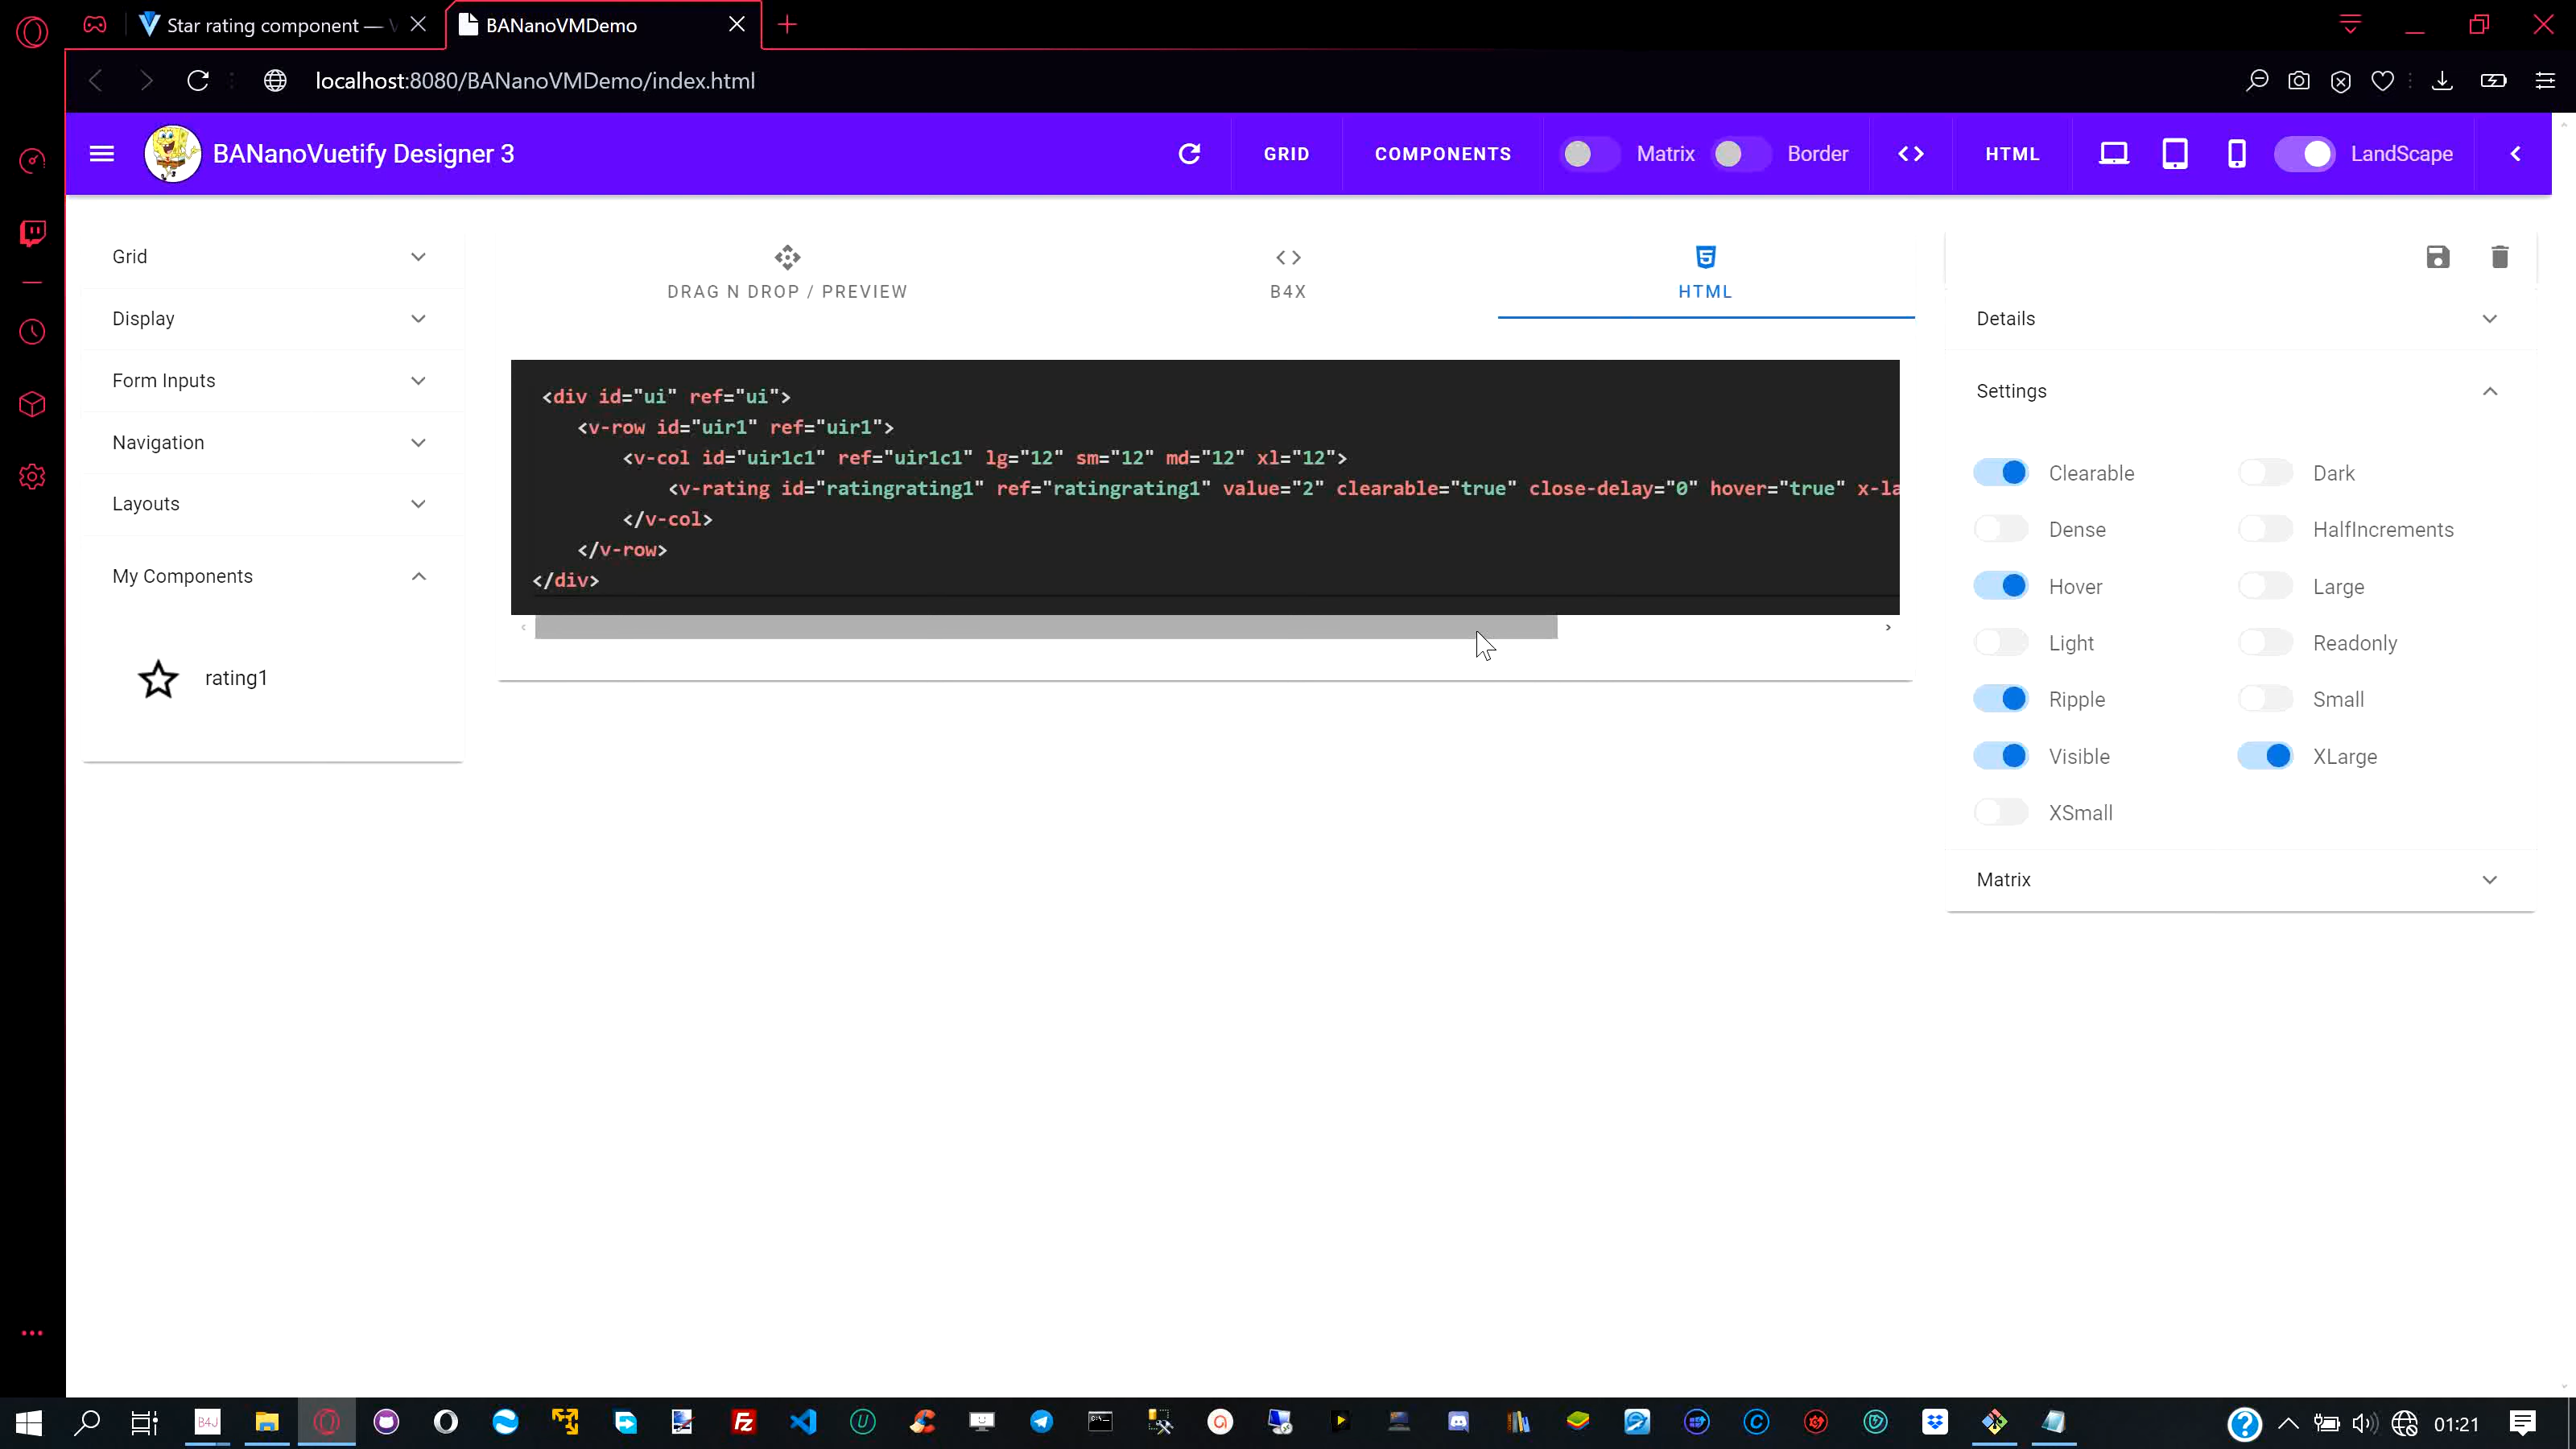 Star rating component — V
BANanoVMDemo
localhost:8080/BANanoVMDemo/index.html
BANanoVuetify Designer 3
GRID
COMPONENTS
Matrix
Border
HTML
LandScape
Grid
Display
Form Inputs
Navigation
Layouts
My Components
rating1
DRAG N DROP / PREVIEW
B4X
HTML
<div id="ui" ref="ui">
<v-row id="uir1" ref="uir1">
<v-col id="uir1c1" ref="uir1c1" lg="12" sm="12" md="12" xl="12">
<v-rating id="ratingrating1" ref="ratingrating1" value="2" clearable="true" close-delay="0" hover="true" x-la
</v-col>
</v-row>
</div>
Details
Settings
Clearable
Dark
Dense
HalfIncrements
Hover
Large
Light
Readonly
Ripple
Small
Visible
XLarge
XSmall
Matrix
B4J
01:21